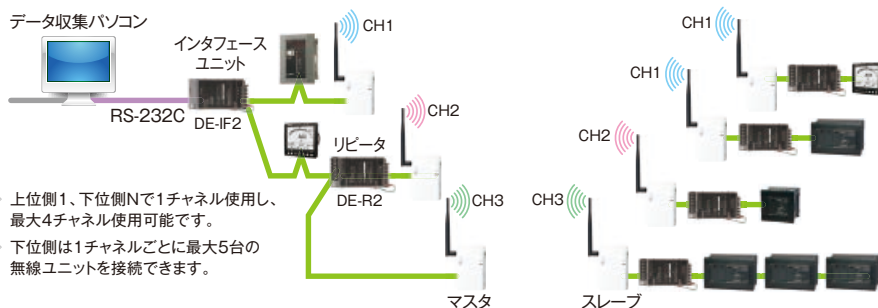 データ収集パソコン
インタフェース
ユニット
CH1
RS-232C
DE-IF2
CH2
リピータ
DE-R2
CH3
マスタ
・上位側1、下位側Nで1チャネル使用し、
最大4チャネル使用可能です。
・下位側は1チャネルごとに最大5台の
無線ユニットを接続できます。
CH1
CH1
CH2
CH3
スレーブ